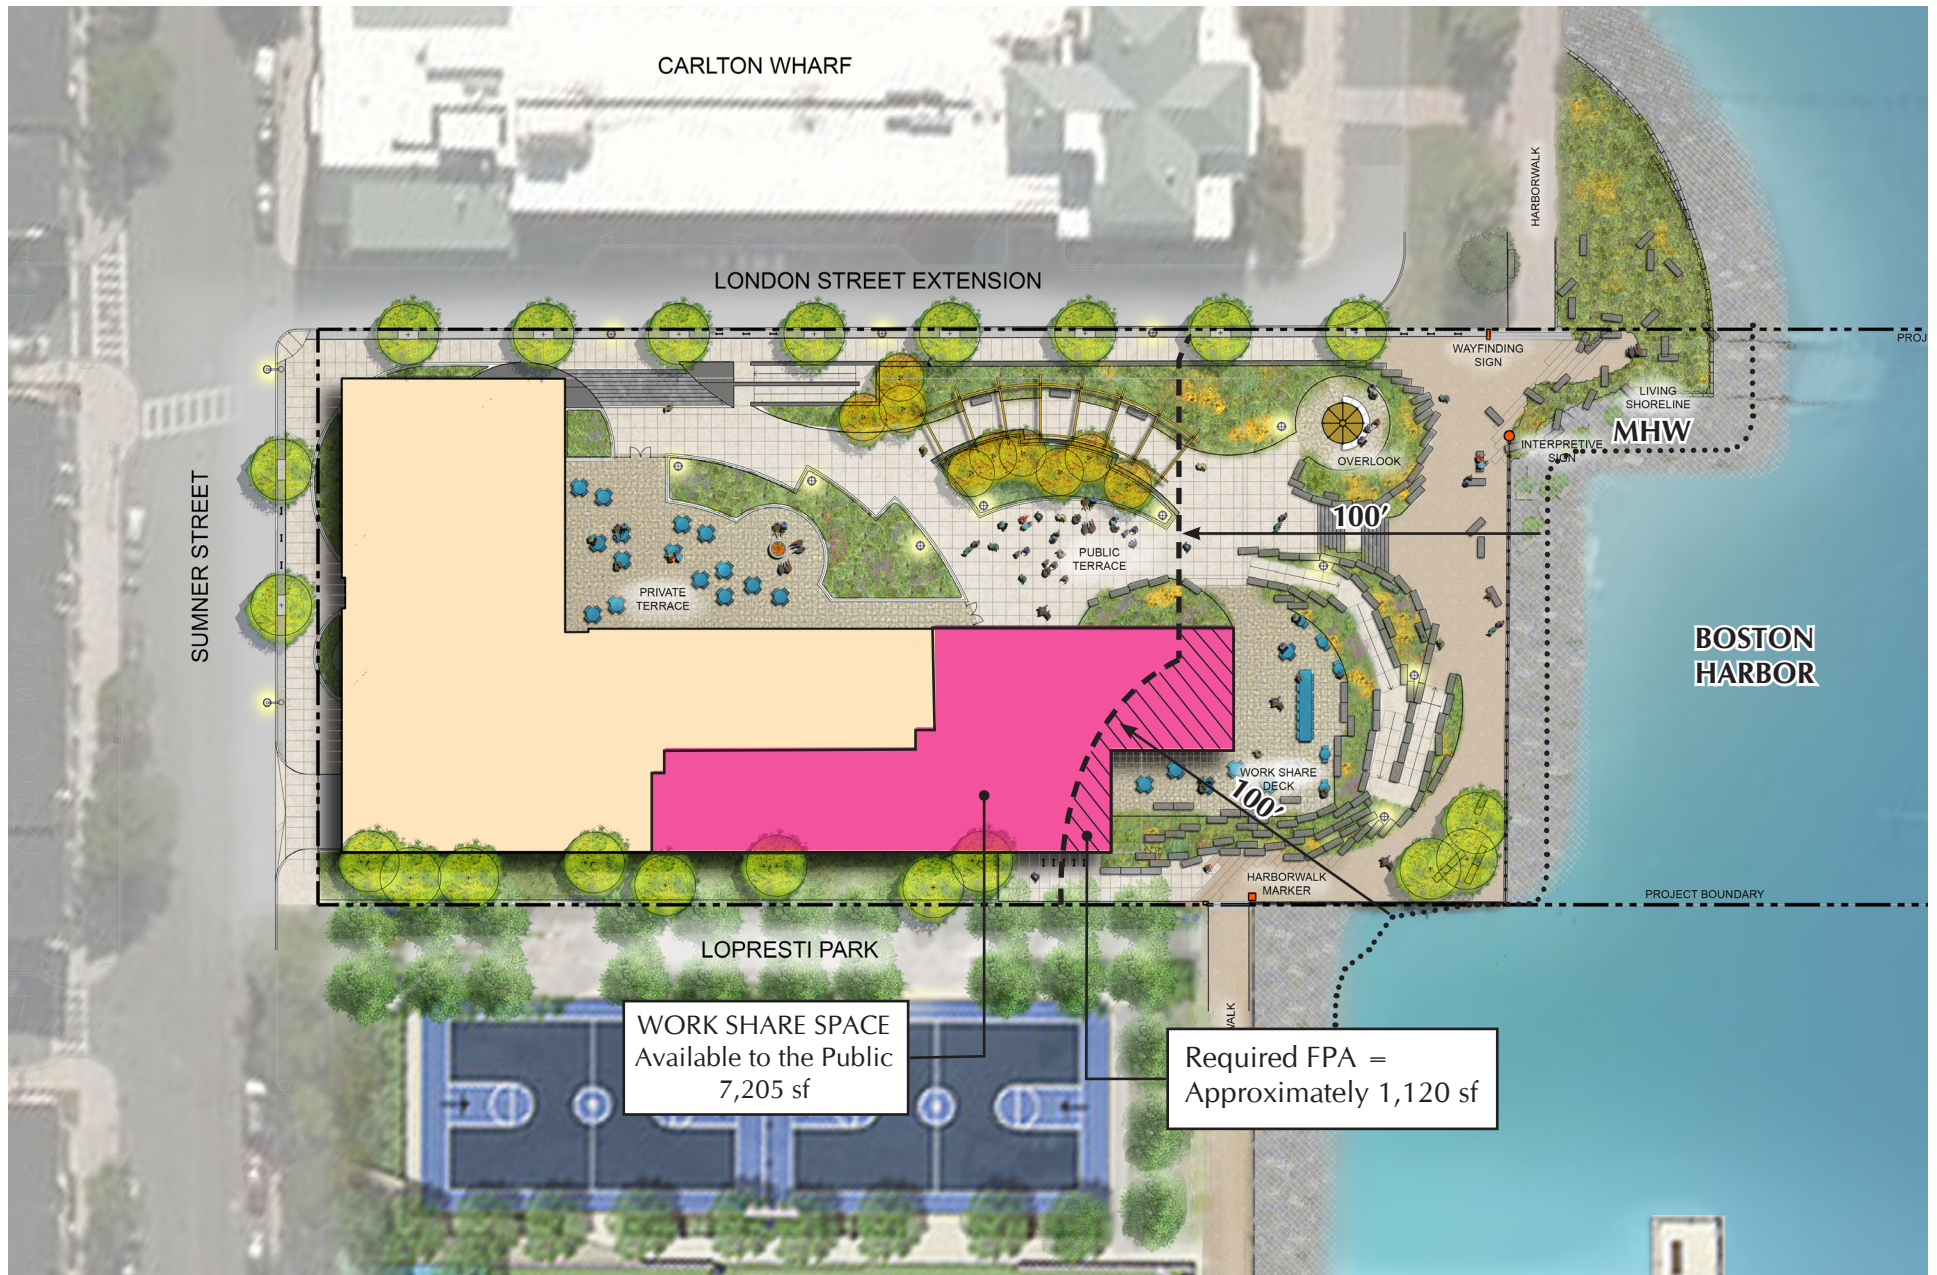 CARLTON WHARF
HARBORWALK
LONDON STREET EXTENSION
PROJ
WAYFINDING
SIGN
LIVING
SHORELINE
MHW
INTERPRETIVE
SIGN
OVERLOOK
SUMNER STREET
100'
PUBLIC
TERRACE
PRIVATE
TERRACE
BOSTON
HARBOR
WORK SHARE
DECK
100'
HARBORWALK
MARKER
PROJECT BOUNDARY
LOPRESTI PARK
WORK SHARE SPACE
Available to the Public
7,205 sf
Required FPA =
Approximately 1,120 sf